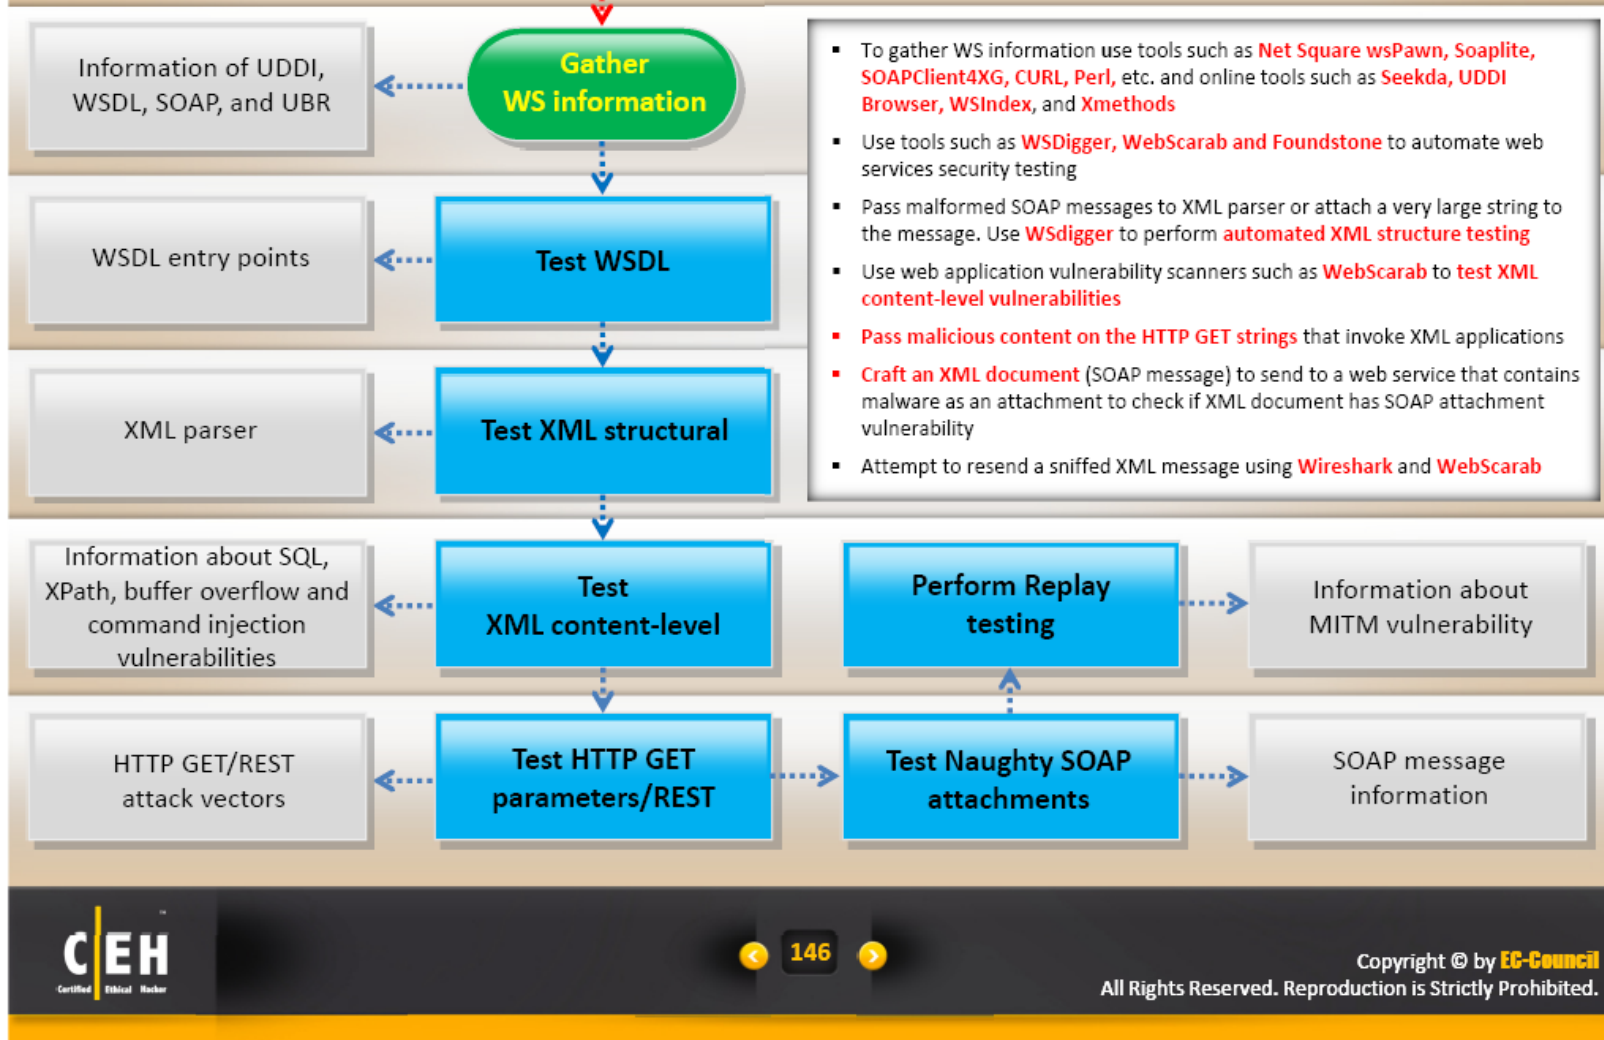 Information of UDDI,
WSDL, SOAP, and UBR
Gather
WS information
WSDL entry points
Test WSDL
XML parser
Test XML structural
▪ To gather WS information use tools such as Net Square wsPawn, Soaplite,
SOAPClient4XG, CURL, Perl, etc. and online tools such as Seekda, UDDI
Browser, WSIndex, and Xmethods
▪ Use tools such as WSDigger, WebScarab and Foundstone to automate web
services security testing
▪ Pass malformed SOAP messages to XML parser or attach a very large string to
the message. Use WSdigger to perform automated XML structure testing
▪ Use web application vulnerability scanners such as WebScarab to test XML
content-level vulnerabilities
▪ Pass malicious content on the HTTP GET strings that invoke XML applications
▪ Craft an XML document (SOAP message) to send to a web service that contains
malware as an attachment to check if XML document has SOAP attachment
vulnerability
▪ Attempt to resend a sniffed XML message using Wireshark and WebScarab
Information about SQL,
XPath, buffer overflow and
command injection
vulnerabilities
Test
XML content-level
Perform Replay
testing
Information about
MITM vulnerability
HTTP GET/REST
attack vectors
Test HTTP GET
parameters/REST
Test Naughty SOAP
attachments
SOAP message
information
CEH
™
Certified Ethical Hacker
146
Copyright © by EC-Council
All Rights Reserved. Reproduction is Strictly Prohibited.